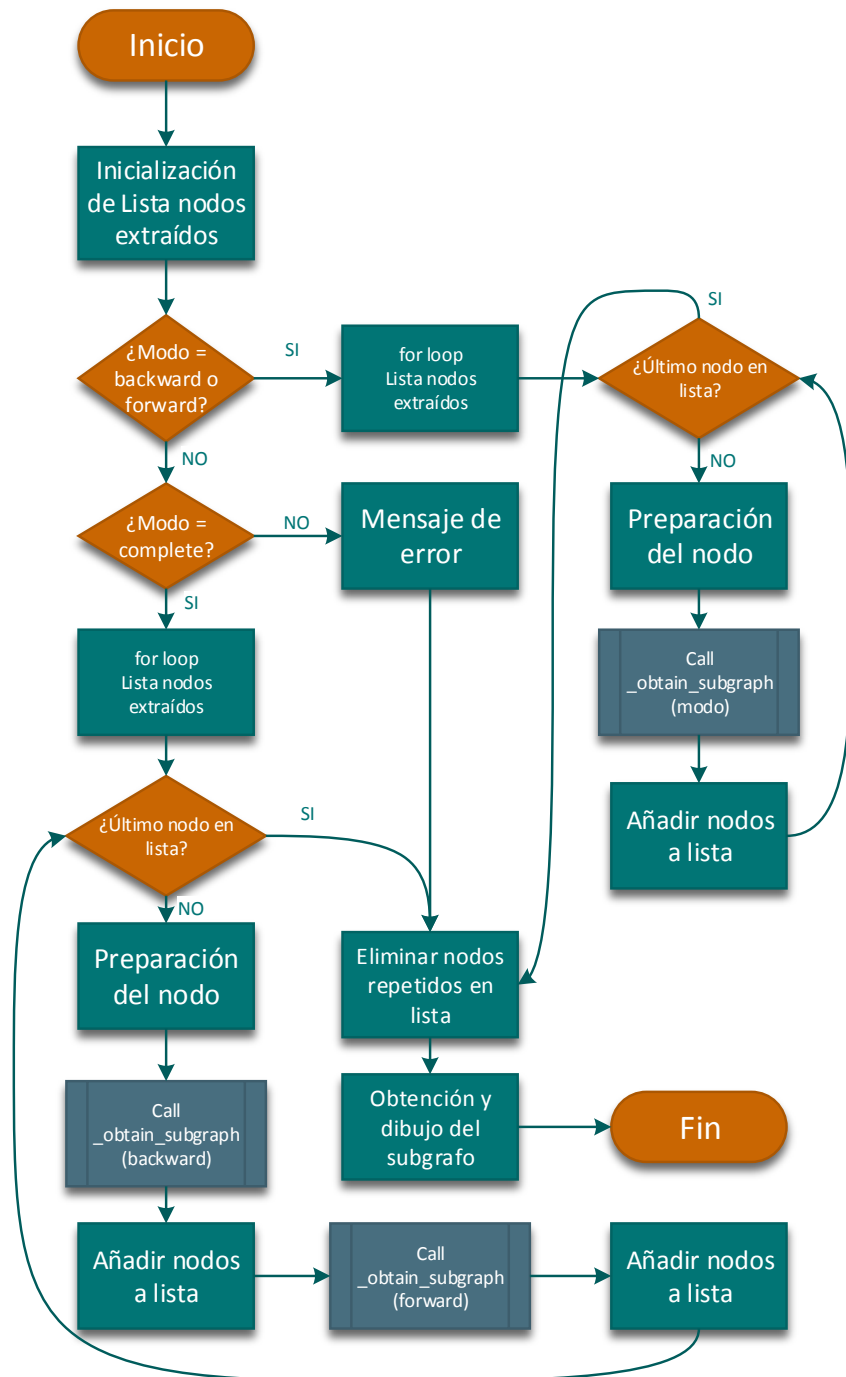 Inicio
Inicialización
de Lista nodos
extraídos
¿Modo =
backward o
forward?
SI
for loop
Lista nodos
extraídos
SI
¿Último nodo en
lista?
NO
NO
¿Modo =
complete?
NO
Mensaje de
error
Preparación
del nodo
SI
for loop
Lista nodos
extraídos
Call
_obtain_subgraph
(modo)
¿Último nodo en
lista?
SI
Añadir nodos
a lista
NO
Preparación
del nodo
Eliminar nodos
repetidos en
lista
Call
_obtain_subgraph
(backward)
Obtención y
dibujo del
subgrafo
Fin
Añadir nodos
a lista
Call
_obtain_subgraph
(forward)
Añadir nodos
a lista